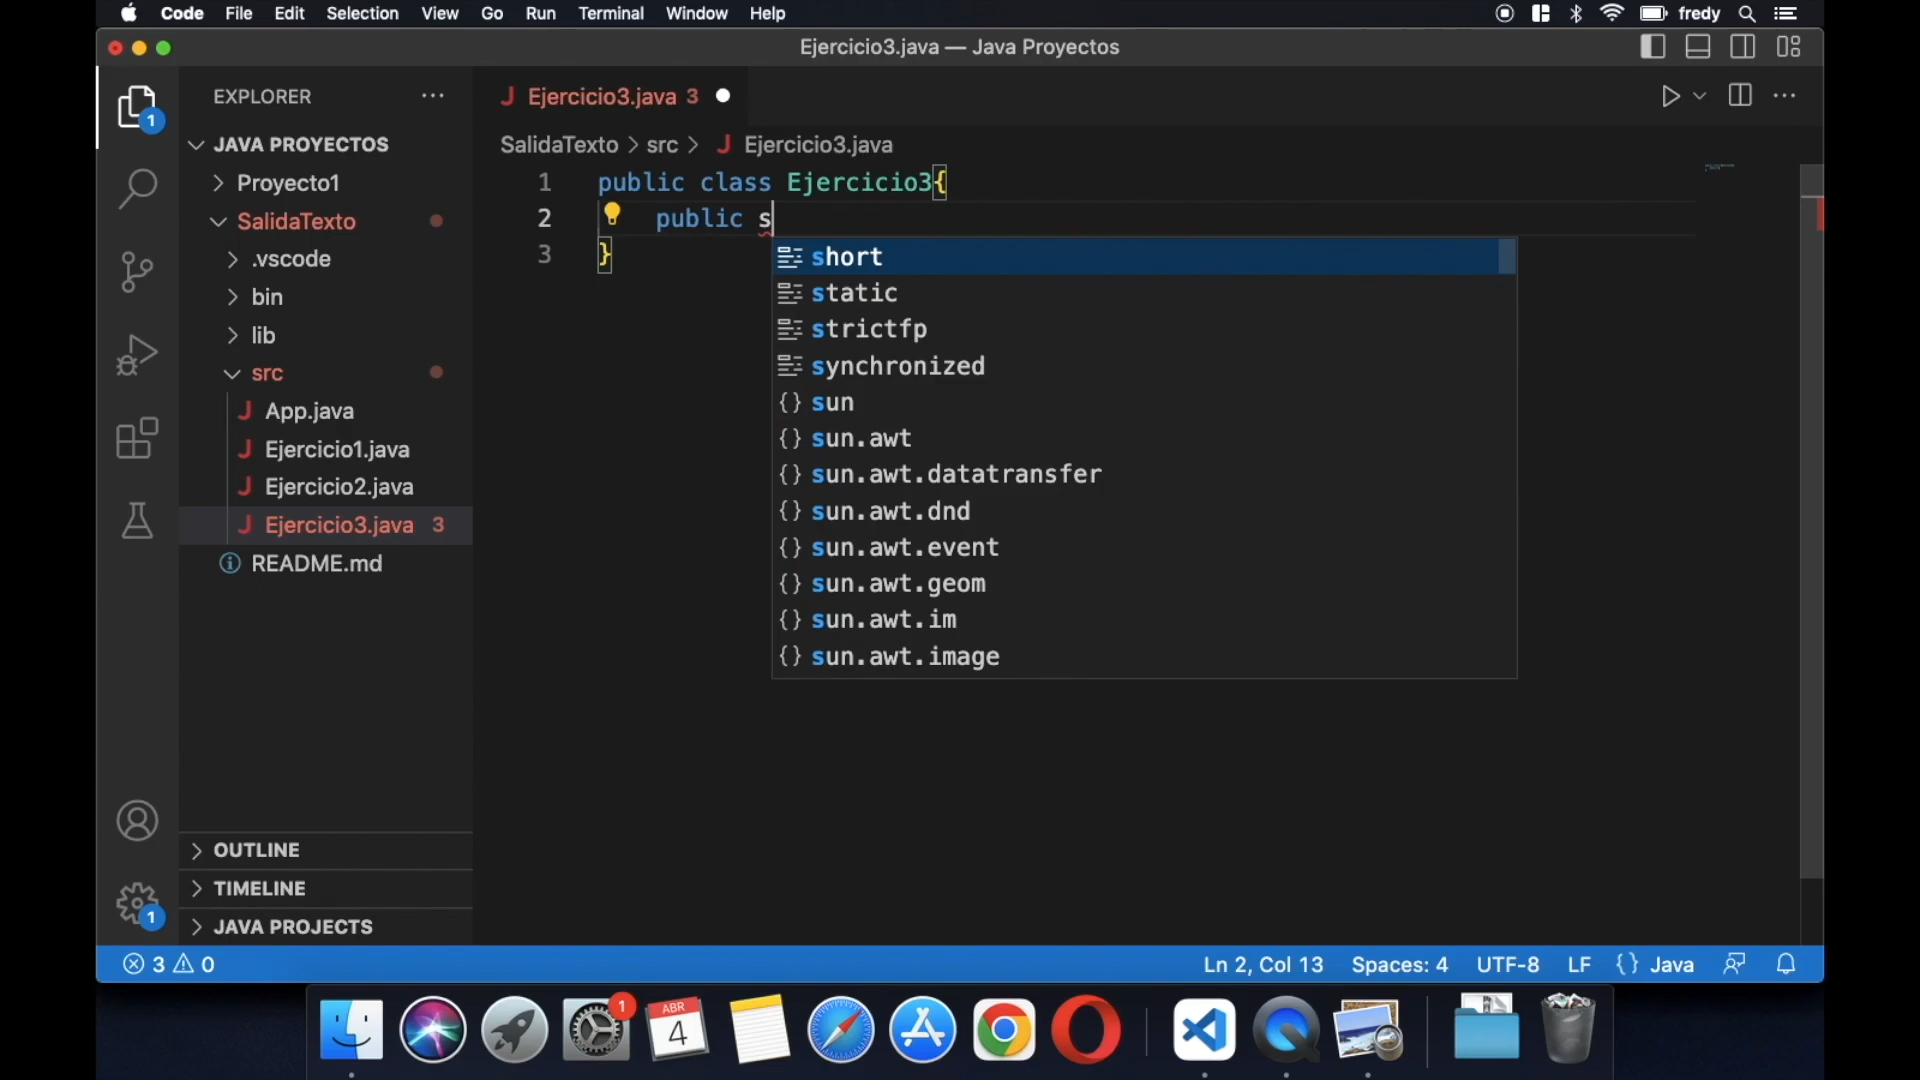 Code File Edit Selection View Go Run Terminal Window Help fredy
Ejercicio3.java — Java Proyectos
EXPLORER
JAVA PROYECTOS
Proyecto1
SalidaTexto
.vscode
bin
lib
src
App.java
Ejercicio1.java
Ejercicio2.java
Ejercicio3.java 3
README.md
OUTLINE
TIMELINE
JAVA PROJECTS
1
1
Ejercicio3.java 3
SalidaTexto > src > Ejercicio3.java
1 public class Ejercicio3{
2 public s
3 }
short
static
strictfp
synchronized
{} sun
{} sun.awt
{} sun.awt.datatransfer
{} sun.awt.dnd
{} sun.awt.event
{} sun.awt.geom
{} sun.awt.im
{} sun.awt.image
3 0 Ln 2, Col 13 Spaces: 4 UTF-8 LF {} Java
1
ABR
4